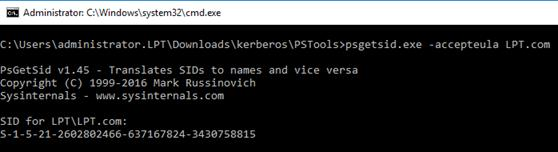 Administrator: C:\Windows\system32\cmd.exe
C:\Users\administrator.LPT\Downloads\kerberos\PSTools>psgetsid.exe -accepteula LPT.com
PsGetSid v1.45 - Translates SIDs to names and vice versa
Copyright (C) 1999-2016 Mark Russinovich
Sysinternals - www.sysinternals.com
SID for LPT\LPT.com:
S-1-5-21-2602802466-637167824-3430758815